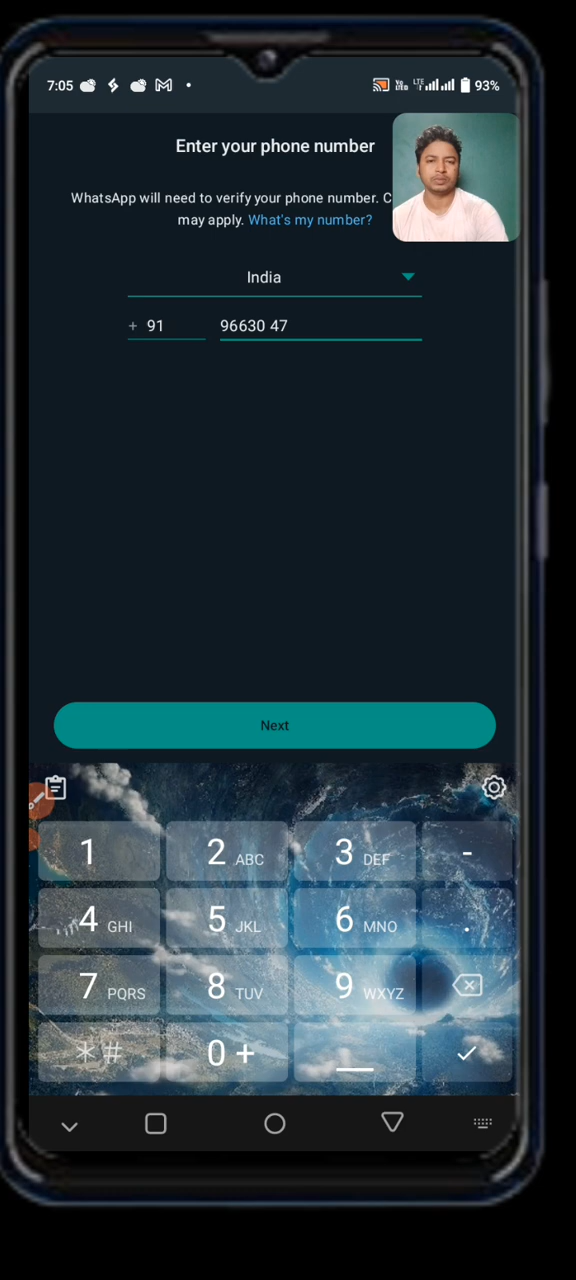 7:05
LTE
93%
Enter your phone number
WhatsApp will need to verify your phone number. C
may apply. What's my number?
India
+ 91 96630 47
Next
1 2 ABC 3 DEF -
4 GHI 5 JKL 6 MNO .
7 PQRS 8 TUV 9 WXYZ
*# 0 +